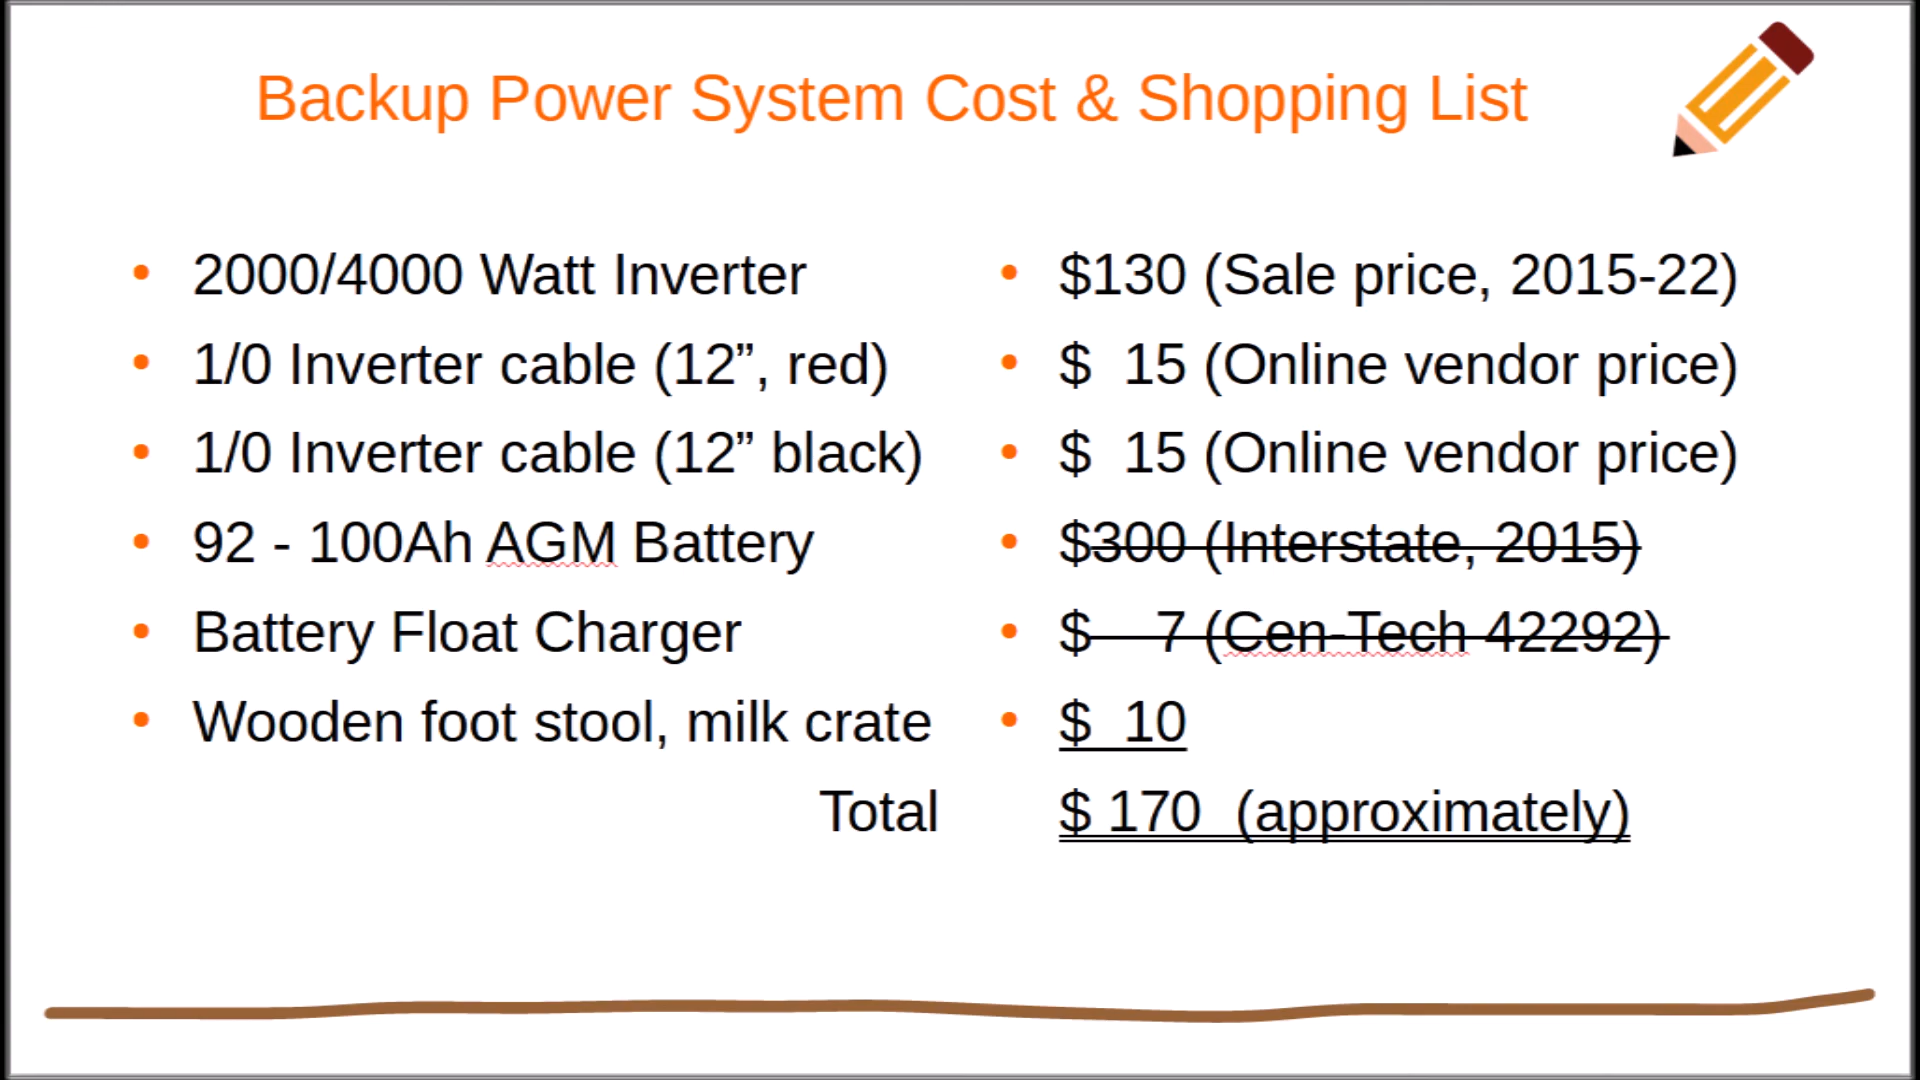 Backup Power System Cost & Shopping List
• 2000/4000 Watt Inverter • $130 (Sale price, 2015-22)
• 1/0 Inverter cable (12”, red) • $ 15 (Online vendor price)
• 1/0 Inverter cable (12” black) • $ 15 (Online vendor price)
• 92 - 100Ah AGM Battery • $300 (Interstate, 2015)
• Battery Float Charger • $ 7 (Cen-Tech 42292)
• Wooden foot stool, milk crate • $ 10
Total $ 170 (approximately)